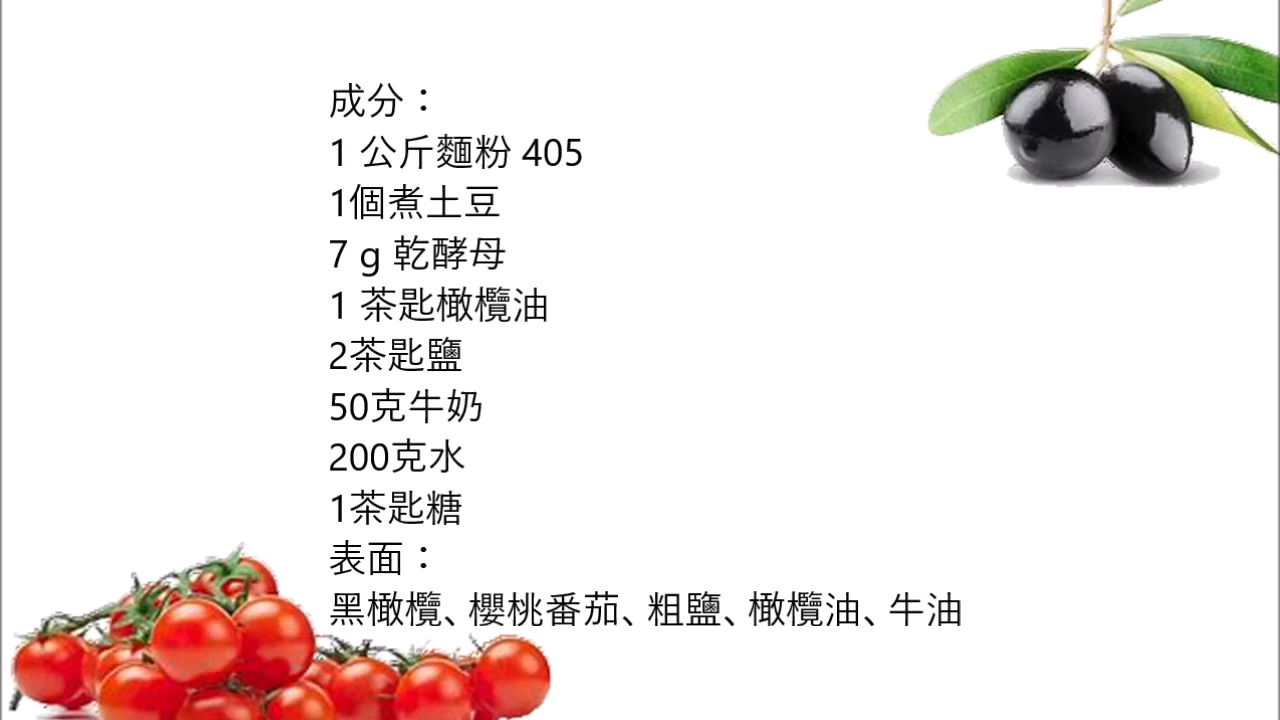 成分：
1 公斤麵粉 405
1個煮土豆
7 g 乾酵母
1 茶匙橄欖油
2茶匙鹽
50克牛奶
200克水
1茶匙糖
表面：
黑橄欖、櫻桃番茄、粗鹽、橄欖油、牛油